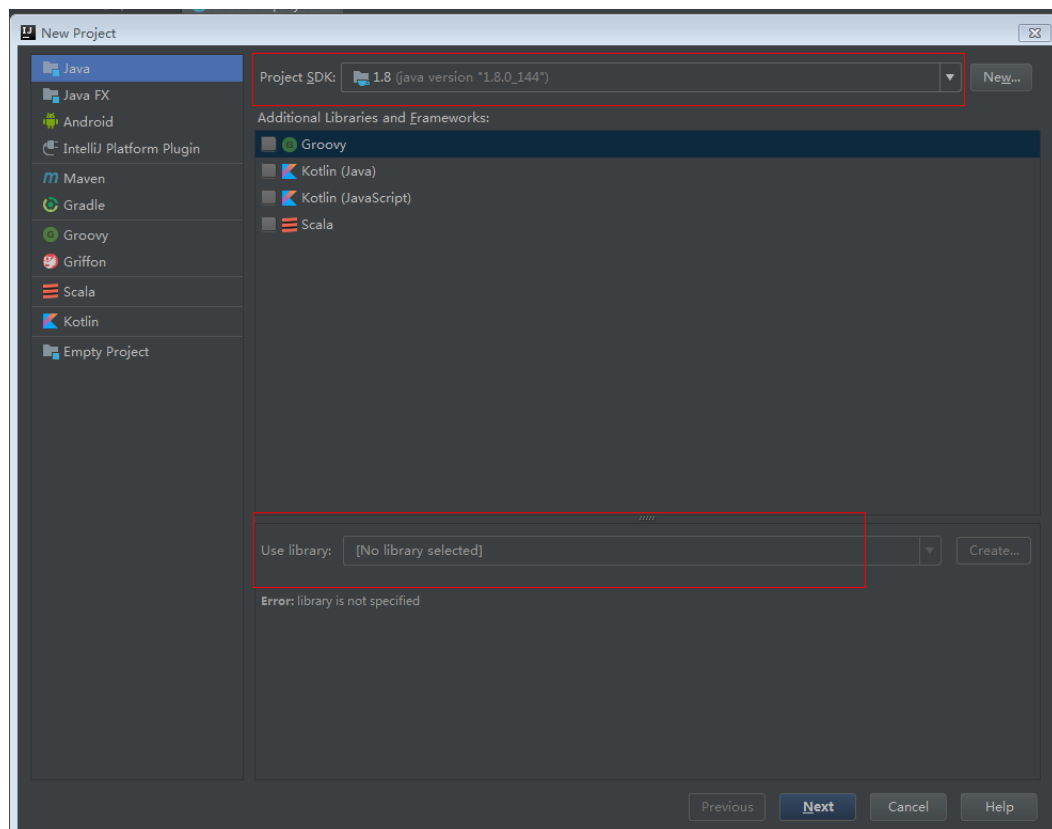 New Project
Java
Java FX
Android
IntelliJ Platform Plugin
Maven
Gradle
Groovy
Griffon
Scala
Kotlin
Empty Project
Project SDK: 1.8 (java version "1.8.0_144") New...
Additional Libraries and Frameworks:
Groovy
Kotlin (Java)
Kotlin (JavaScript)
Scala
Use library: [No library selected] Create...
Error: library is not specified
Previous Next Cancel Help